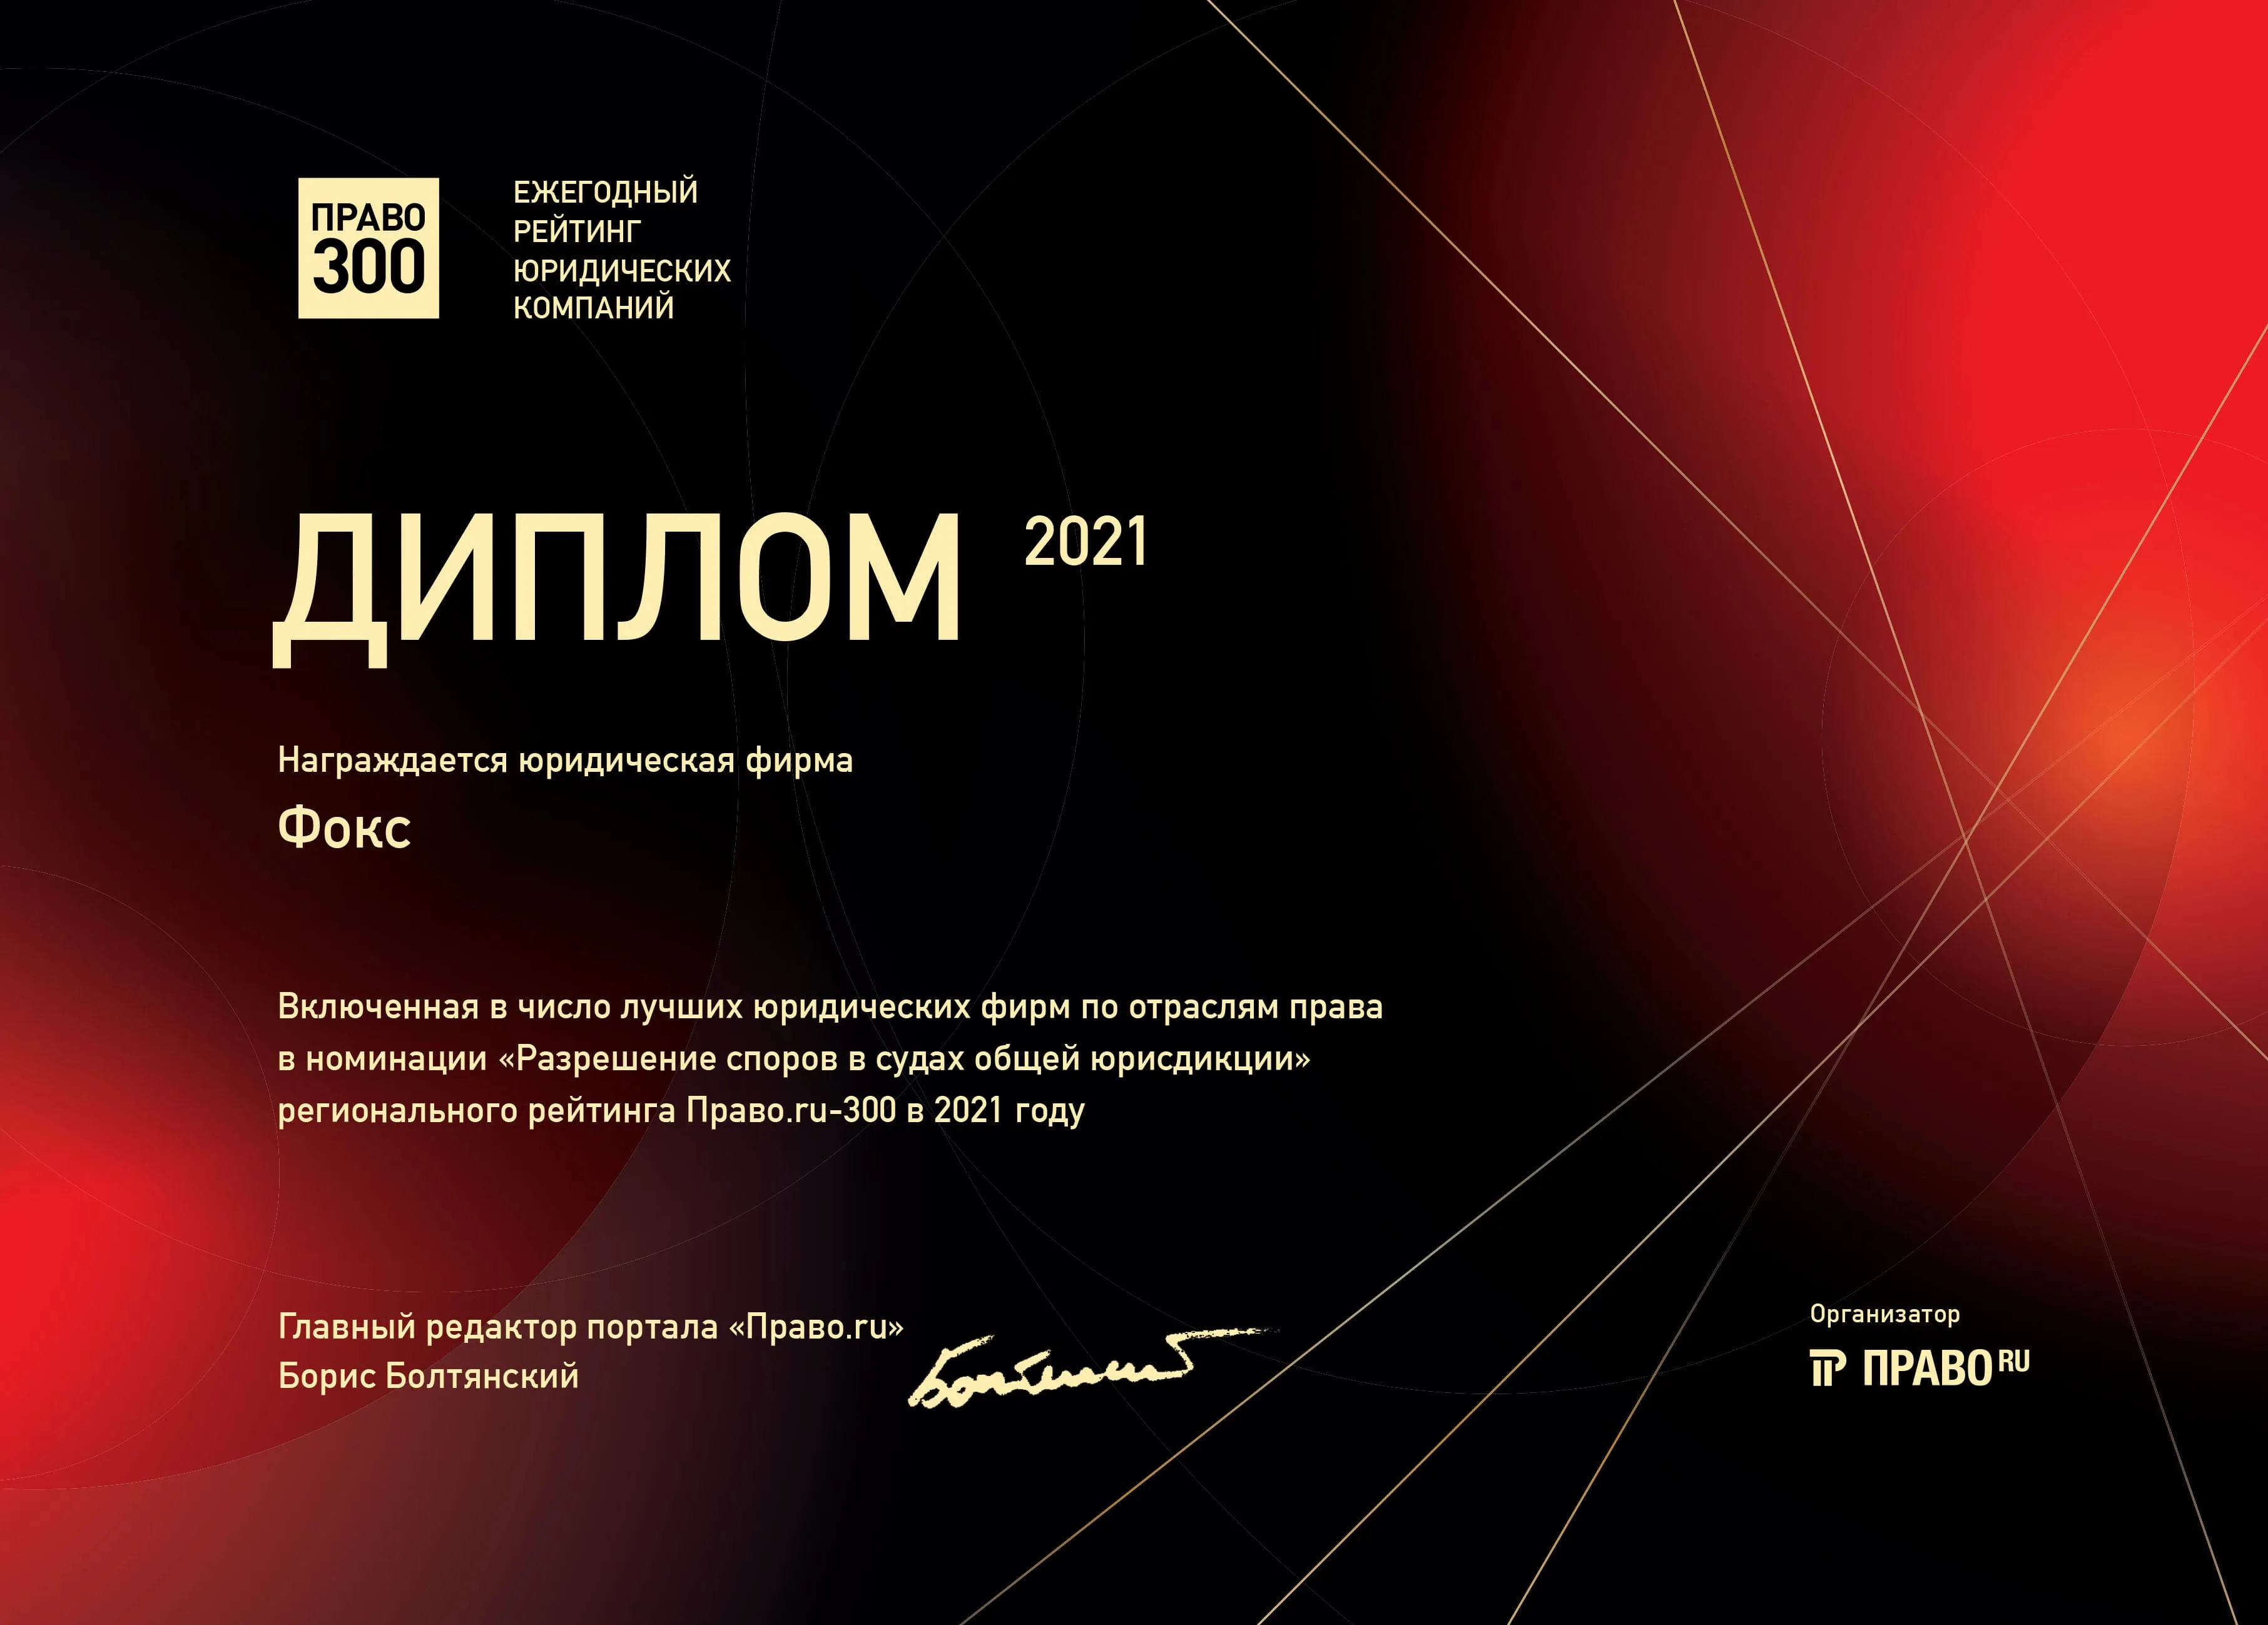 ПРАВО
300
ЕЖЕГОДНЫЙ
РЕЙТИНГ
ЮРИДИЧЕСКИХ
КОМПАНИЙ
ДИПЛОМ 2021
Награждается юридическая фирма
Фокс
Включенная в число лучших юридических фирм по отраслям права
в номинации «Разрешение споров в судах общей юрисдикции»
регионального рейтинга Право.ru-300 в 2021 году
Главный редактор портала «Право.ru»
Борис Болтянский
Организатор
ПРАВО RU